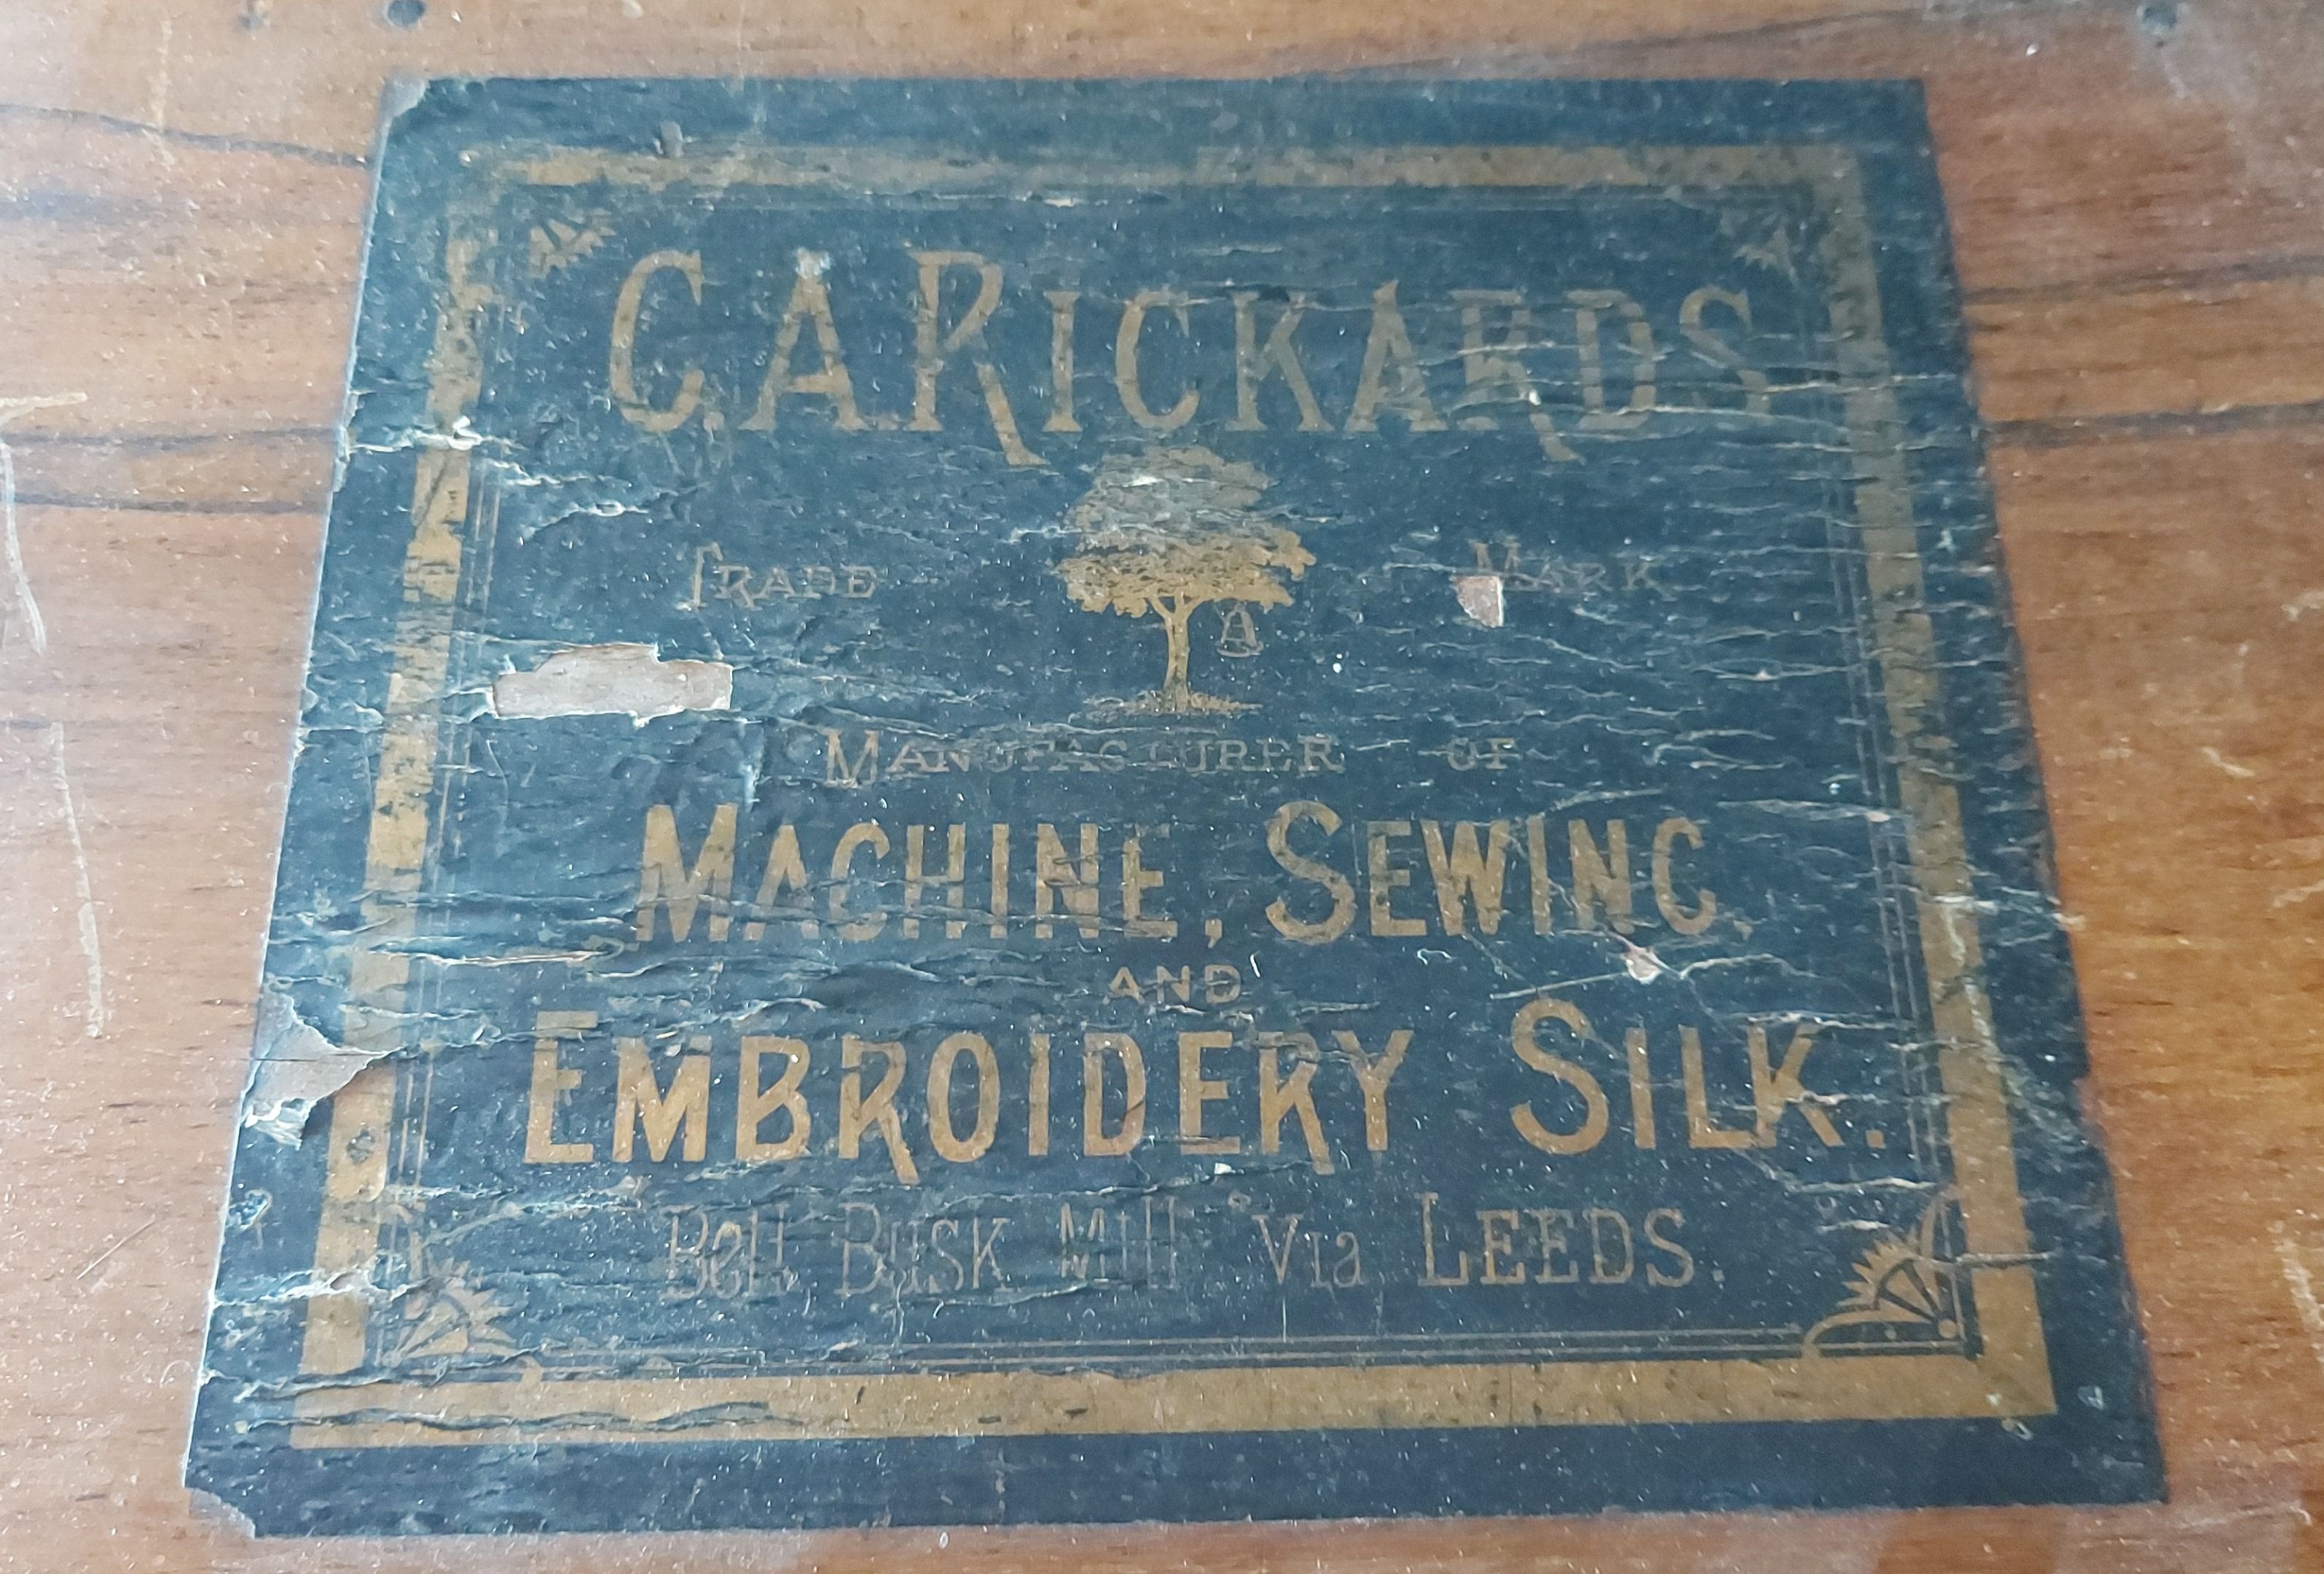 C.A.RICKARDS
TRADE MARK
A
MANUFACTURER OF
MACHINE, SEWING
AND
EMBROIDERY SILK.
Bell Busk Mill Via LEEDS.